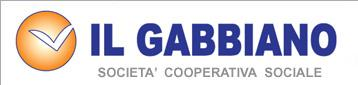 IL GABBIANO
SOCIETA' COOPERATIVA SOCIALE